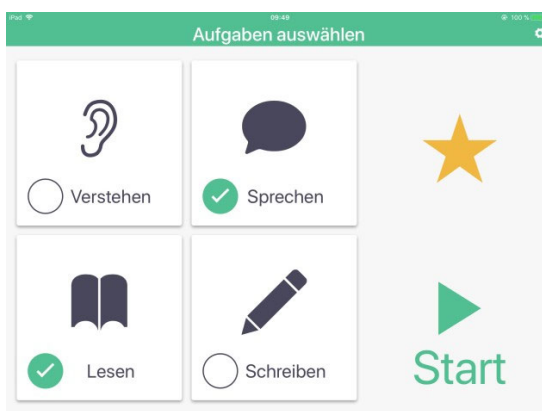 iPad 09:49 100 %
Aufgaben auswählen
Verstehen
Sprechen
Lesen
Schreiben
Start